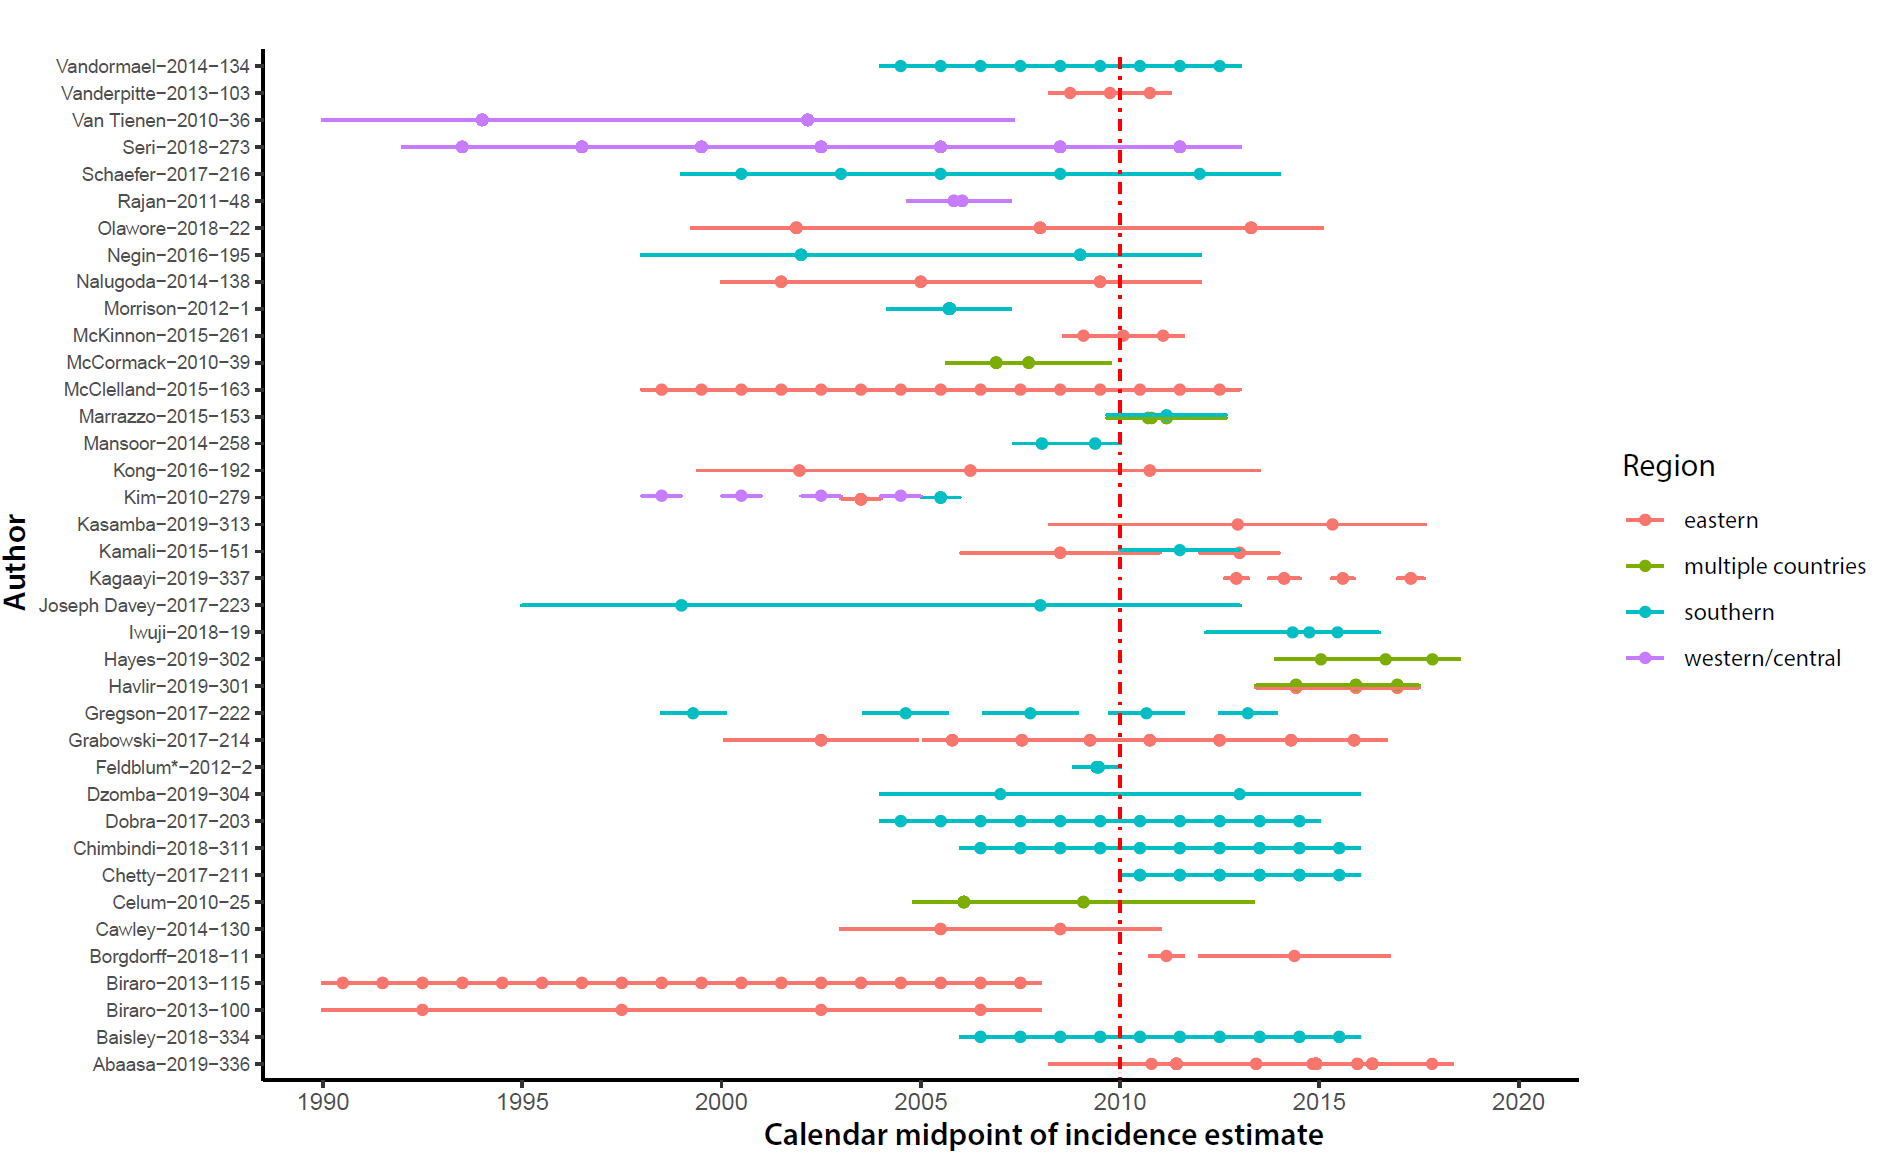 Vandormael−2014−134
Vanderpitte−2013−103
Van Tienen−2010−36
Seri−2018−273
Schaefer−2017−216
Rajan−2011−48
Olawore−2018−22
Negin−2016−195
Nalugoda−2014−138
Morrison−2012−1
McKinnon−2015−261
McCormack−2010−39
McClelland−2015−163
Marrazzo−2015−153
Mansoor−2014−258
Kong−2016−192
Kim−2010−279
Kasamba−2019−313
Kamali−2015−151
Kagaayi−2019−337
Joseph Davey−2017−223
Iwuji−2018−19
Hayes−2019−302
Havlir−2019−301
Gregson−2017−222
Grabowski−2017−214
Feldblum*−2012−2
Dzomba−2019−304
Dobra−2017−203
Chimbindi−2018−311
Chetty−2017−211
Celum−2010−25
Cawley−2014−130
Borgdorff−2018−11
Biraro−2013−115
Biraro−2013−100
Baisley−2018−334
Abaasa−2019−336
Author
1990 1995 2000 2005 2010 2015 2020
Calendar midpoint of incidence estimate
Region
eastern
multiple countries
southern
western/central